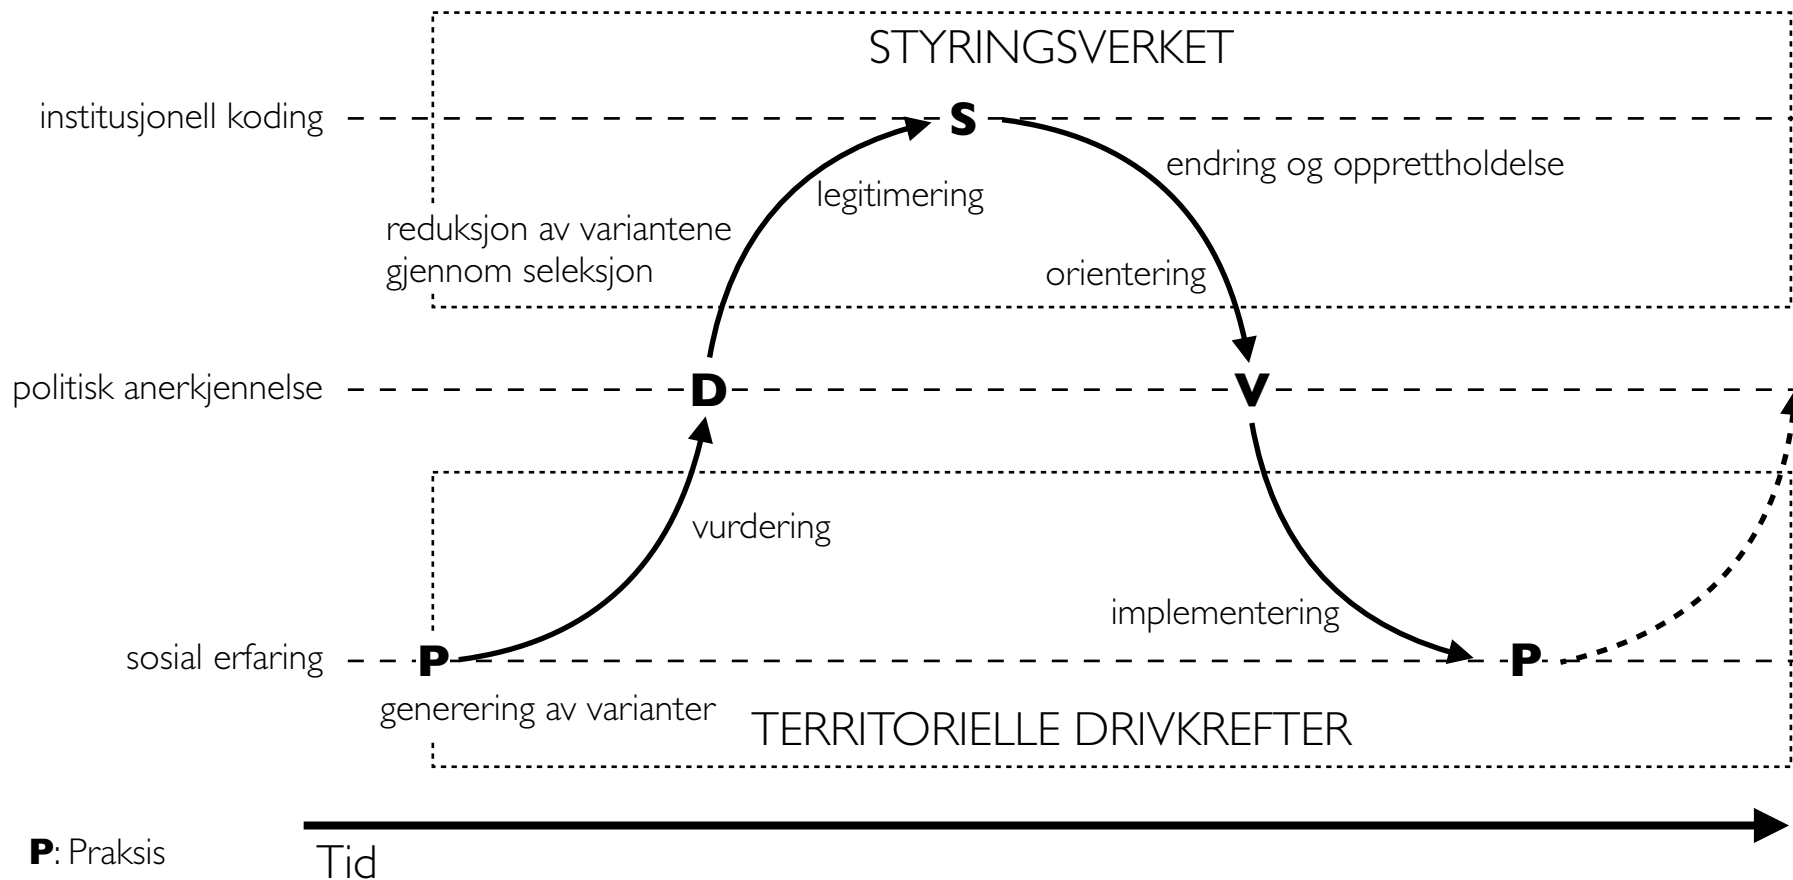 STYRINGSVERKET
institusjonell koding
S
endring og opprettholdelse
legitimering
reduksjon av variantene
gjennom seleksjon
orientering
politisk anerkjennelse
D
V
vurdering
implementering
sosial erfaring
P
P
generering av varianter
TERRITORIELLE DRIVKREFTER
P: Praksis
Tid